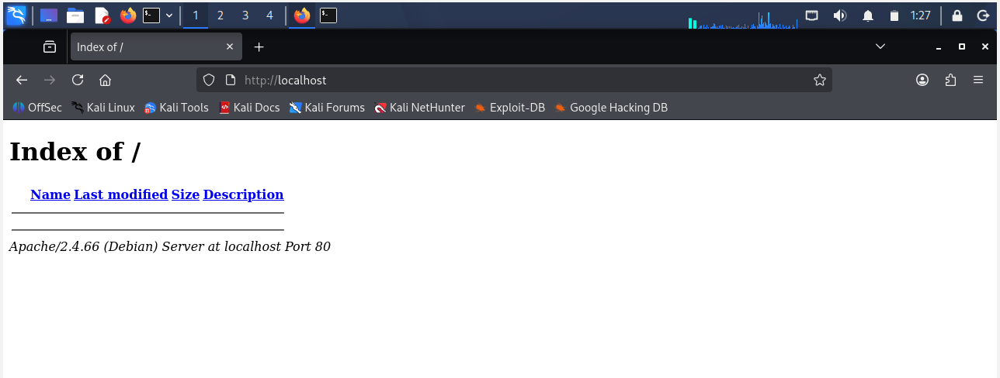 1 2 3 4 1:27
Index of /
http://localhost
OffSec Kali Linux Kali Tools Kali Docs Kali Forums Kali NetHunter Exploit-DB Google Hacking DB
Index of /
Name Last modified Size Description
Apache/2.4.66 (Debian) Server at localhost Port 80